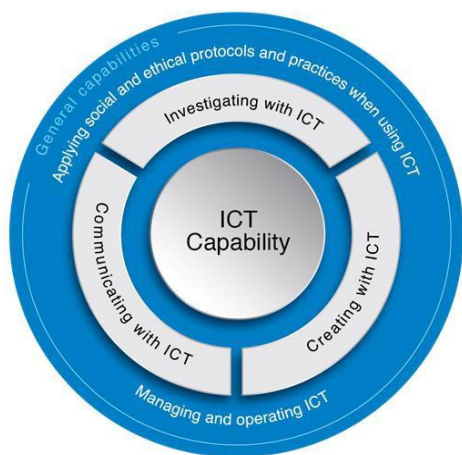 General capabilities
Applying social and ethical protocols and practices when using ICT
Investigating with ICT
ICT
Capability
Communicating with ICT
Creating with ICT
Managing and operating ICT